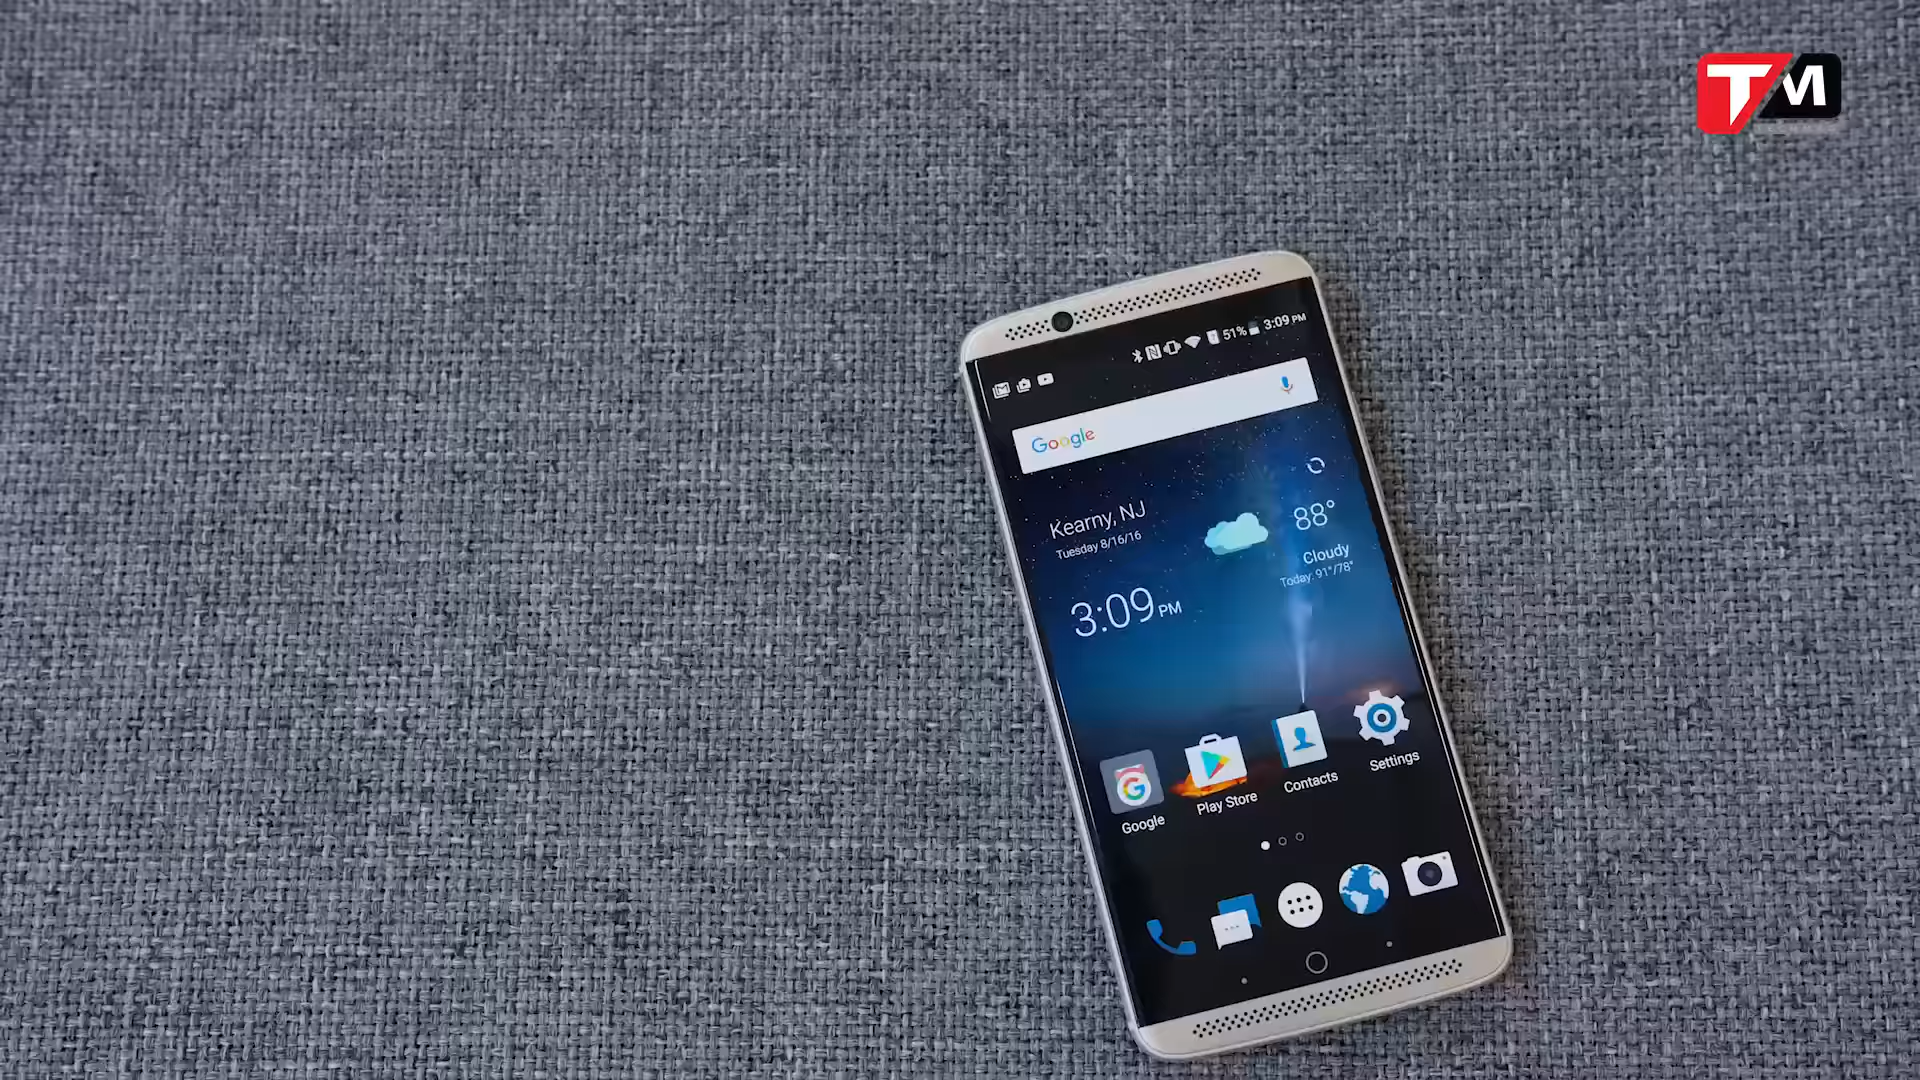 TM
51% 3:09 PM
Google
Kearny, NJ
Tuesday 8/16/16
88°
Cloudy
Today: 91°/78°
3:09 PM
Google
Play Store
Contacts
Settings